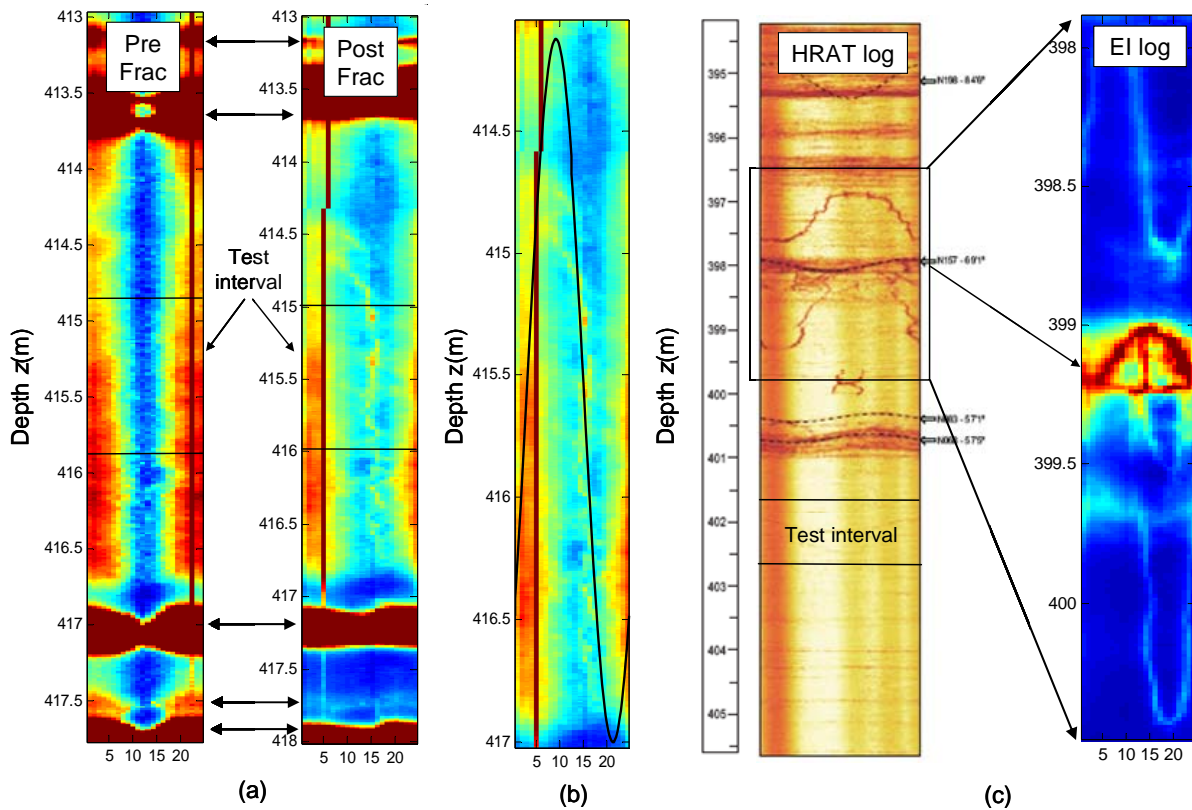 413
Pre
Frac
413.5
414
414.5
Test
interval
415
415.5
416
416.5
417
417.5
Depth z(m)
5 10 15 20
413
Post
Frac
413.5
414
414.5
415
415.5
416
416.5
417
417.5
418
5 10 15 20
(a)
Depth z(m)
414.5
415
415.5
416
416.5
417
5 10 15 20
(b)
Depth z(m)
395
396
397
398
399
400
401
402
403
404
405
HRAT log
Test interval
EI log
398
398.5
399
399.5
400
5 10 15 20
(c)